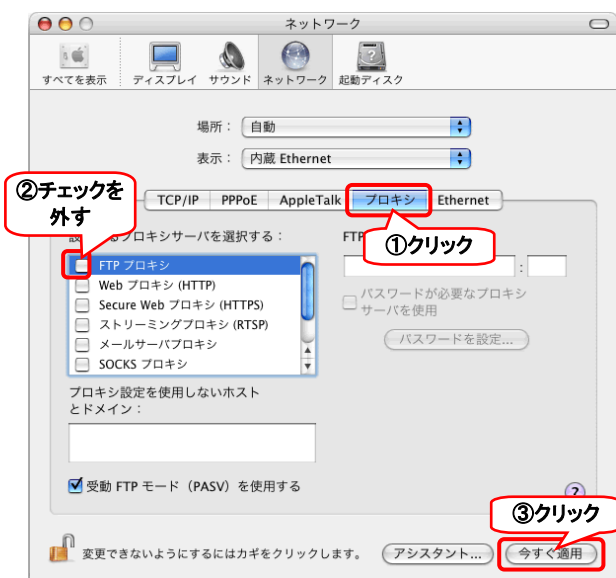 ネットワーク
すべてを表示 ディスプレイ サウンド ネットワーク 起動ディスク
場所： 自動
表示： 内蔵 Ethernet
②チェックを
外す
TCP/IP PPPoE AppleTalk プロキシ Ethernet
①クリック
るプロキシサーバを選択する：
FTP
FTP プロキシ
:
Web プロキシ (HTTP)
Secure Web プロキシ (HTTPS)
ストリーミングプロキシ (RTSP)
メールサーバプロキシ
SOCKS プロキシ
パスワードが必要なプロキシ
サーバを使用
パスワードを設定...
プロキシ設定を使用しないホスト
とドメイン：
受動 FTP モード（PASV）を使用する
?
③クリック
変更できないようにするにはカギをクリックします。 アシスタント... 今すぐ適用